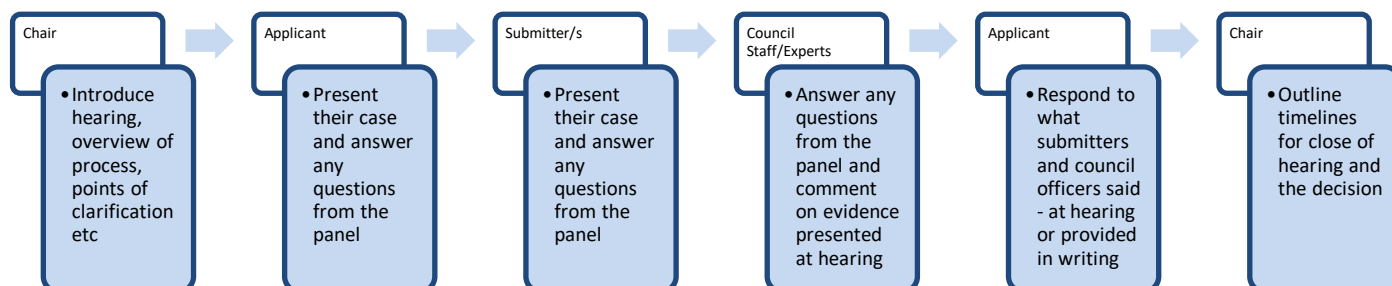 Chair
• Introduce
hearing,
overview of
process,
points of
clarification
etc
Applicant
• Present
their case
and answer
any
questions
from the
panel
Submitter/s
• Present
their case
and answer
any
questions
from the
panel
Council
Staff/Experts
• Answer any
questions
from the
panel and
comment
on evidence
presented
at hearing
Applicant
• Respond to
what
submitters
and council
officers said
- at hearing
or provided
in writing
Chair
• Outline
timelines
for close of
hearing and
the decision